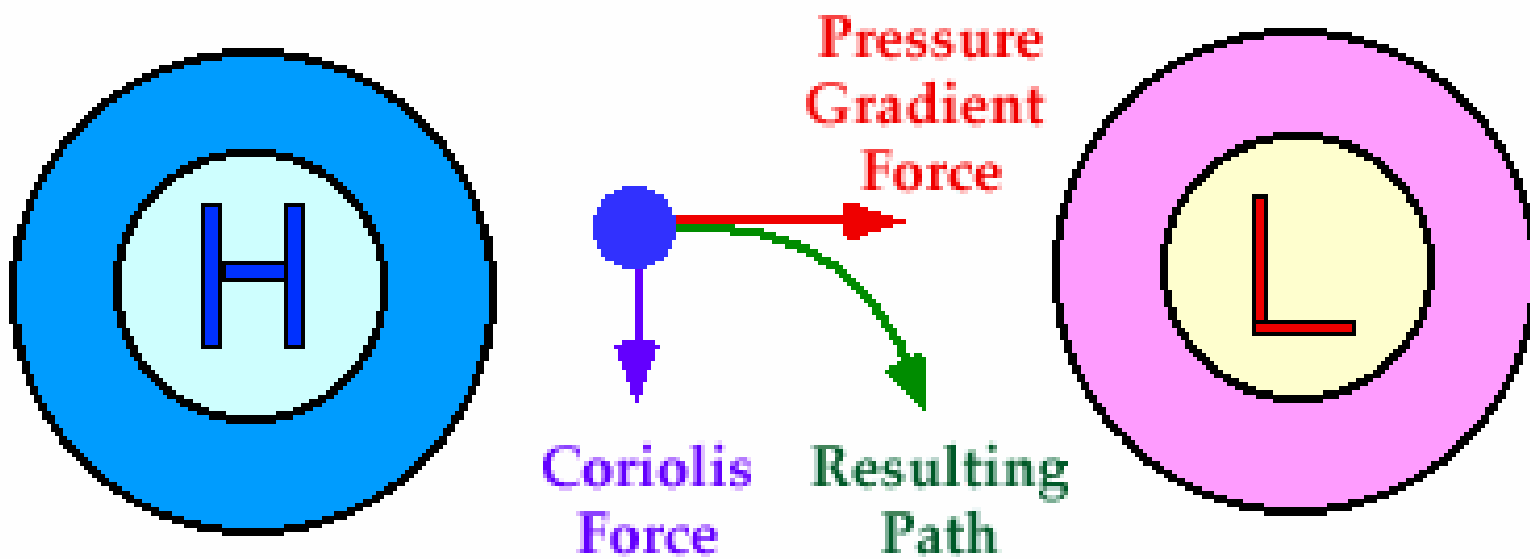 H
Pressure
Gradient
Force
L
Coriolis
Force
Resulting
Path